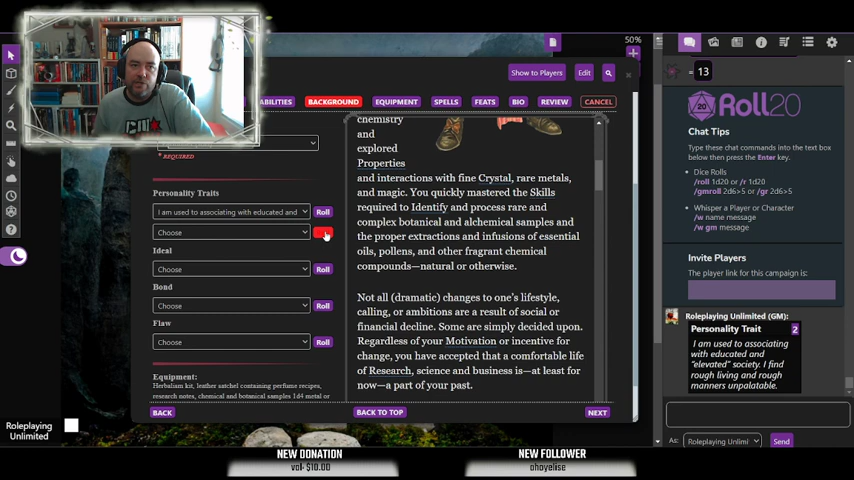 50%
Show to Players
Edit
ABILITIES
BACKGROUND
EQUIPMENT
SPELLS
FEATS
BIO
REVIEW
CANCEL
* REQUIRED
Personality Traits
I am used to associating with educated and
Roll
Choose
Ideal
Choose
Roll
Bond
Choose
Roll
Flaw
Choose
Roll
Equipment:
Herbalism kit, leather satchel containing perfume recipes,
research notes, chemical and botanical samples 1d4 metal or
BACK
chemistry
and
explored
Properties
and interactions with fine Crystal, rare metals,
and magic. You quickly mastered the Skills
required to Identify and process rare and
complex botanical and alchemical samples and
the proper extractions and infusions of essential
oils, pollens, and other fragrant chemical
compounds—natural or otherwise.
Not all (dramatic) changes to one's lifestyle,
calling, or ambitions are a result of social or
financial decline. Some are simply decided upon.
Regardless of your Motivation or incentive for
change, you have accepted that a comfortable life
of Research, science and business is—at least for
now—a part of your past.
BACK TO TOP
NEXT
= 13
20
Roll20
Chat Tips
Type these chat commands into the text
box below then press the Enter key.
• Dice Rolls
/roll 1d20 or /r 1d20
/gmroll 2d6>5 or /gr 2d6>5
• Whisper a Player or Character
/w name message
/w gm message
Invite Players
The player link for this campaign is:
Roleplaying Unlimited (GM):
Personality Trait 2
I am used to
associating with
educated and
"elevated" society. I find
rough living and rough
manners unpalatable.
As:
Roleplaying Unlimi
Send
Roleplaying
Unlimited
NEW DONATION
vol- $10.00
NEW FOLLOWER
ahoyelise